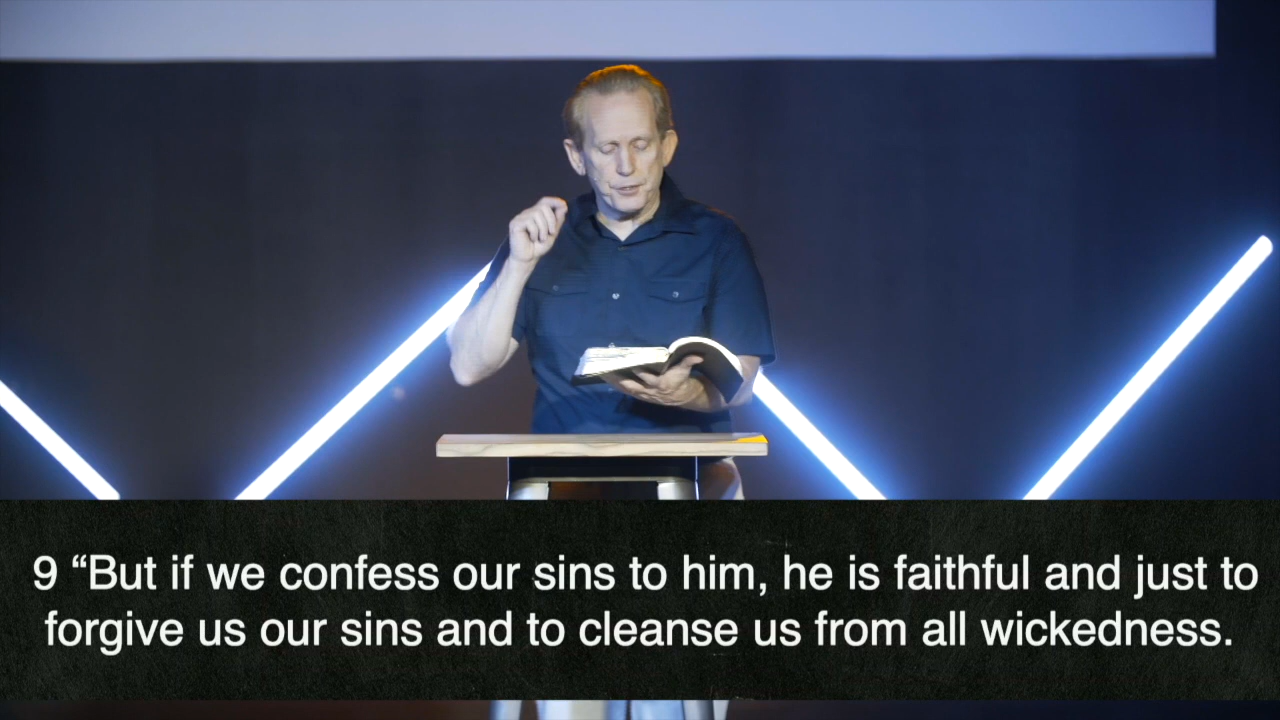 9 “But if we confess our sins to him, he is faithful and just to
forgive us our sins and to cleanse us from all wickedness.